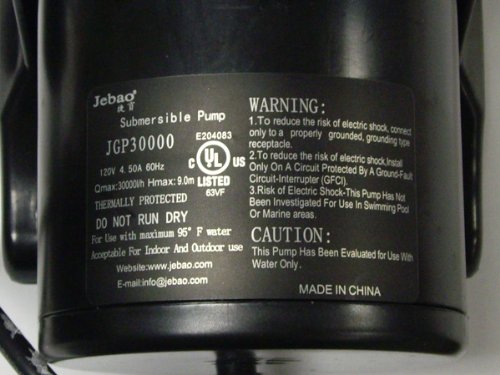 Jebao
捷宝
Submersible Pump
JGP30000
E204083
120V 4.50A 60Hz
Qmax:30000l/h Hmax:9.0m
THERMALLY PROTECTED
DO NOT RUN DRY
For Use with maximum 95° F water
Acceptable For Indoor And Outdoor use
Website:www.jebao.com
E-mail:info@jebao.com
C UL US
LISTED
63VF
WARNING:
1.To reduce the risk of electric shock, connect
only to a properly grounded, grounding type
receptacle.
2.To reduce the risk of electric shock,Install
Only On A Circuit Protected By A Ground-Fault
Circuit-Interrupter (GFCI).
3.Risk of Electric Shock-This Pump Has Not
Been Investigated For Use In Swimming Pool
Or Marine areas.
CAUTION:
This Pump Has Been Evaluated for Use With
Water Only.
MADE IN CHINA